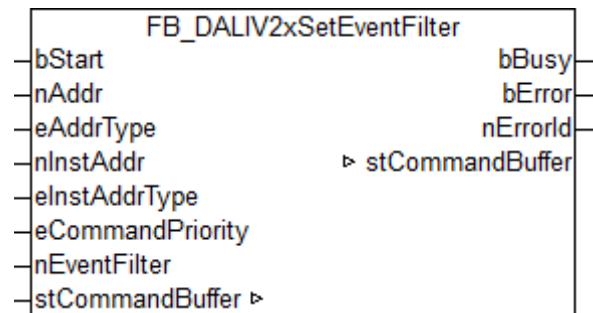 FB_DALIV2xSetEventFilter
bStart bBusy
nAddr bError
eAddrType nErrorId
nInstAddr stCommandBuffer
eInstAddrType
eCommandPriority
nEventFilter
stCommandBuffer